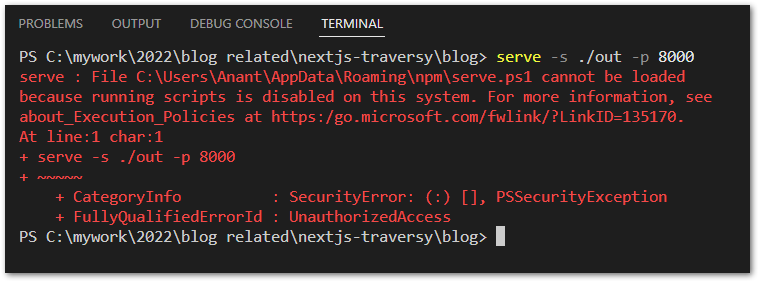 PROBLEMS OUTPUT DEBUG CONSOLE TERMINAL
PS C:\mywork\2022\blog related\nextjs-traversy\blog> serve -s ./out -p 8000
serve : File C:\Users\Anant\AppData\Roaming\npm\serve.ps1 cannot be loaded
because running scripts is disabled on this system. For more information, see
about_Execution_Policies at https:/go.microsoft.com/fwlink/?LinkID=135170.
At line:1 char:1
+ serve -s ./out -p 8000
+ ~~~~~
    + CategoryInfo          : SecurityError: (:) [], PSSecurityException
    + FullyQualifiedErrorId : UnauthorizedAccess
PS C:\mywork\2022\blog related\nextjs-traversy\blog>